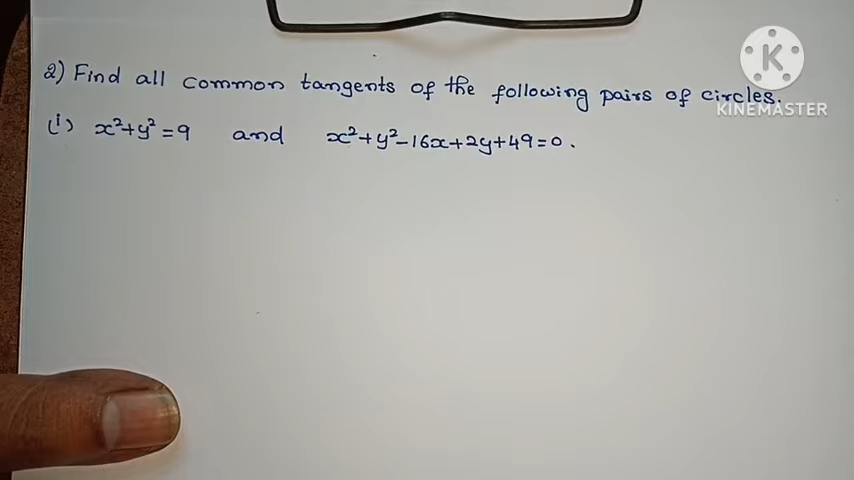 2) Find all common tangents of the following pairs of circles.
(i) x²+y²=9 and x²+y²-16x+2y+49=0.
K
KINEMASTER